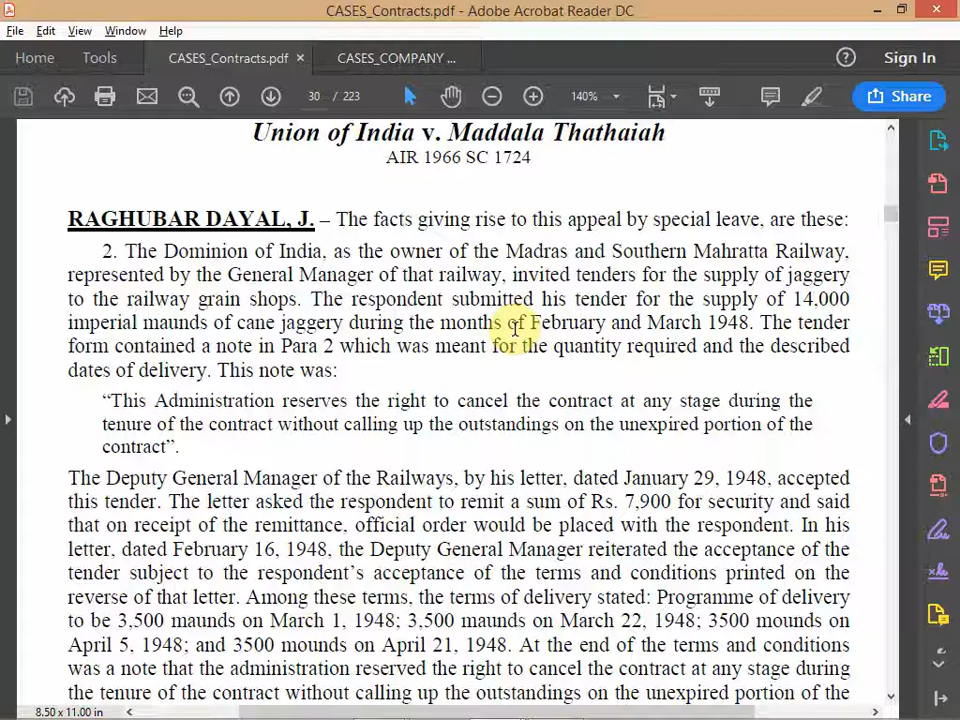 CASES_Contracts.pdf - Adobe Acrobat Reader DC
File Edit View Window Help
Home Tools CASES_Contracts.pdf × CASES_COMPANY ... Sign In
30 / 223 140% Share
Union of India v. Maddala Thathaiah
AIR 1966 SC 1724
RAGHUBAR DAYAL, J. – The facts giving rise to this appeal by special leave, are these:
2. The Dominion of India, as the owner of the Madras and Southern Mahratta Railway,
represented by the General Manager of that railway, invited tenders for the supply of jaggery
to the railway grain shops. The respondent submitted his tender for the supply of 14,000
imperial maunds of cane jaggery during the months of February and March 1948. The tender
form contained a note in Para 2 which was meant for the quantity required and the described
dates of delivery. This note was:
“This Administration reserves the right to cancel the contract at any stage during the
tenure of the contract without calling up the outstandings on the unexpired portion of the
contract”.
The Deputy General Manager of the Railways, by his letter, dated January 29, 1948, accepted
this tender. The letter asked the respondent to remit a sum of Rs. 7,900 for security and said
that on receipt of the remittance, official order would be placed with the respondent. In his
letter, dated February 16, 1948, the Deputy General Manager reiterated the acceptance of the
tender subject to the respondent’s acceptance of the terms and conditions printed on the
reverse of that letter. Among these terms, the terms of delivery stated: Programme of delivery
to be 3,500 maunds on March 1, 1948; 3,500 maunds on March 22, 1948; 3500 maunds on
April 5, 1948; and 3500 mounds on April 21, 1948. At the end of the terms and conditions
was a note that the administration reserved the right to cancel the contract at any stage during
the tenure of the contract without calling up the outstandings on the unexpired portion of the
8.50 x 11.00 in